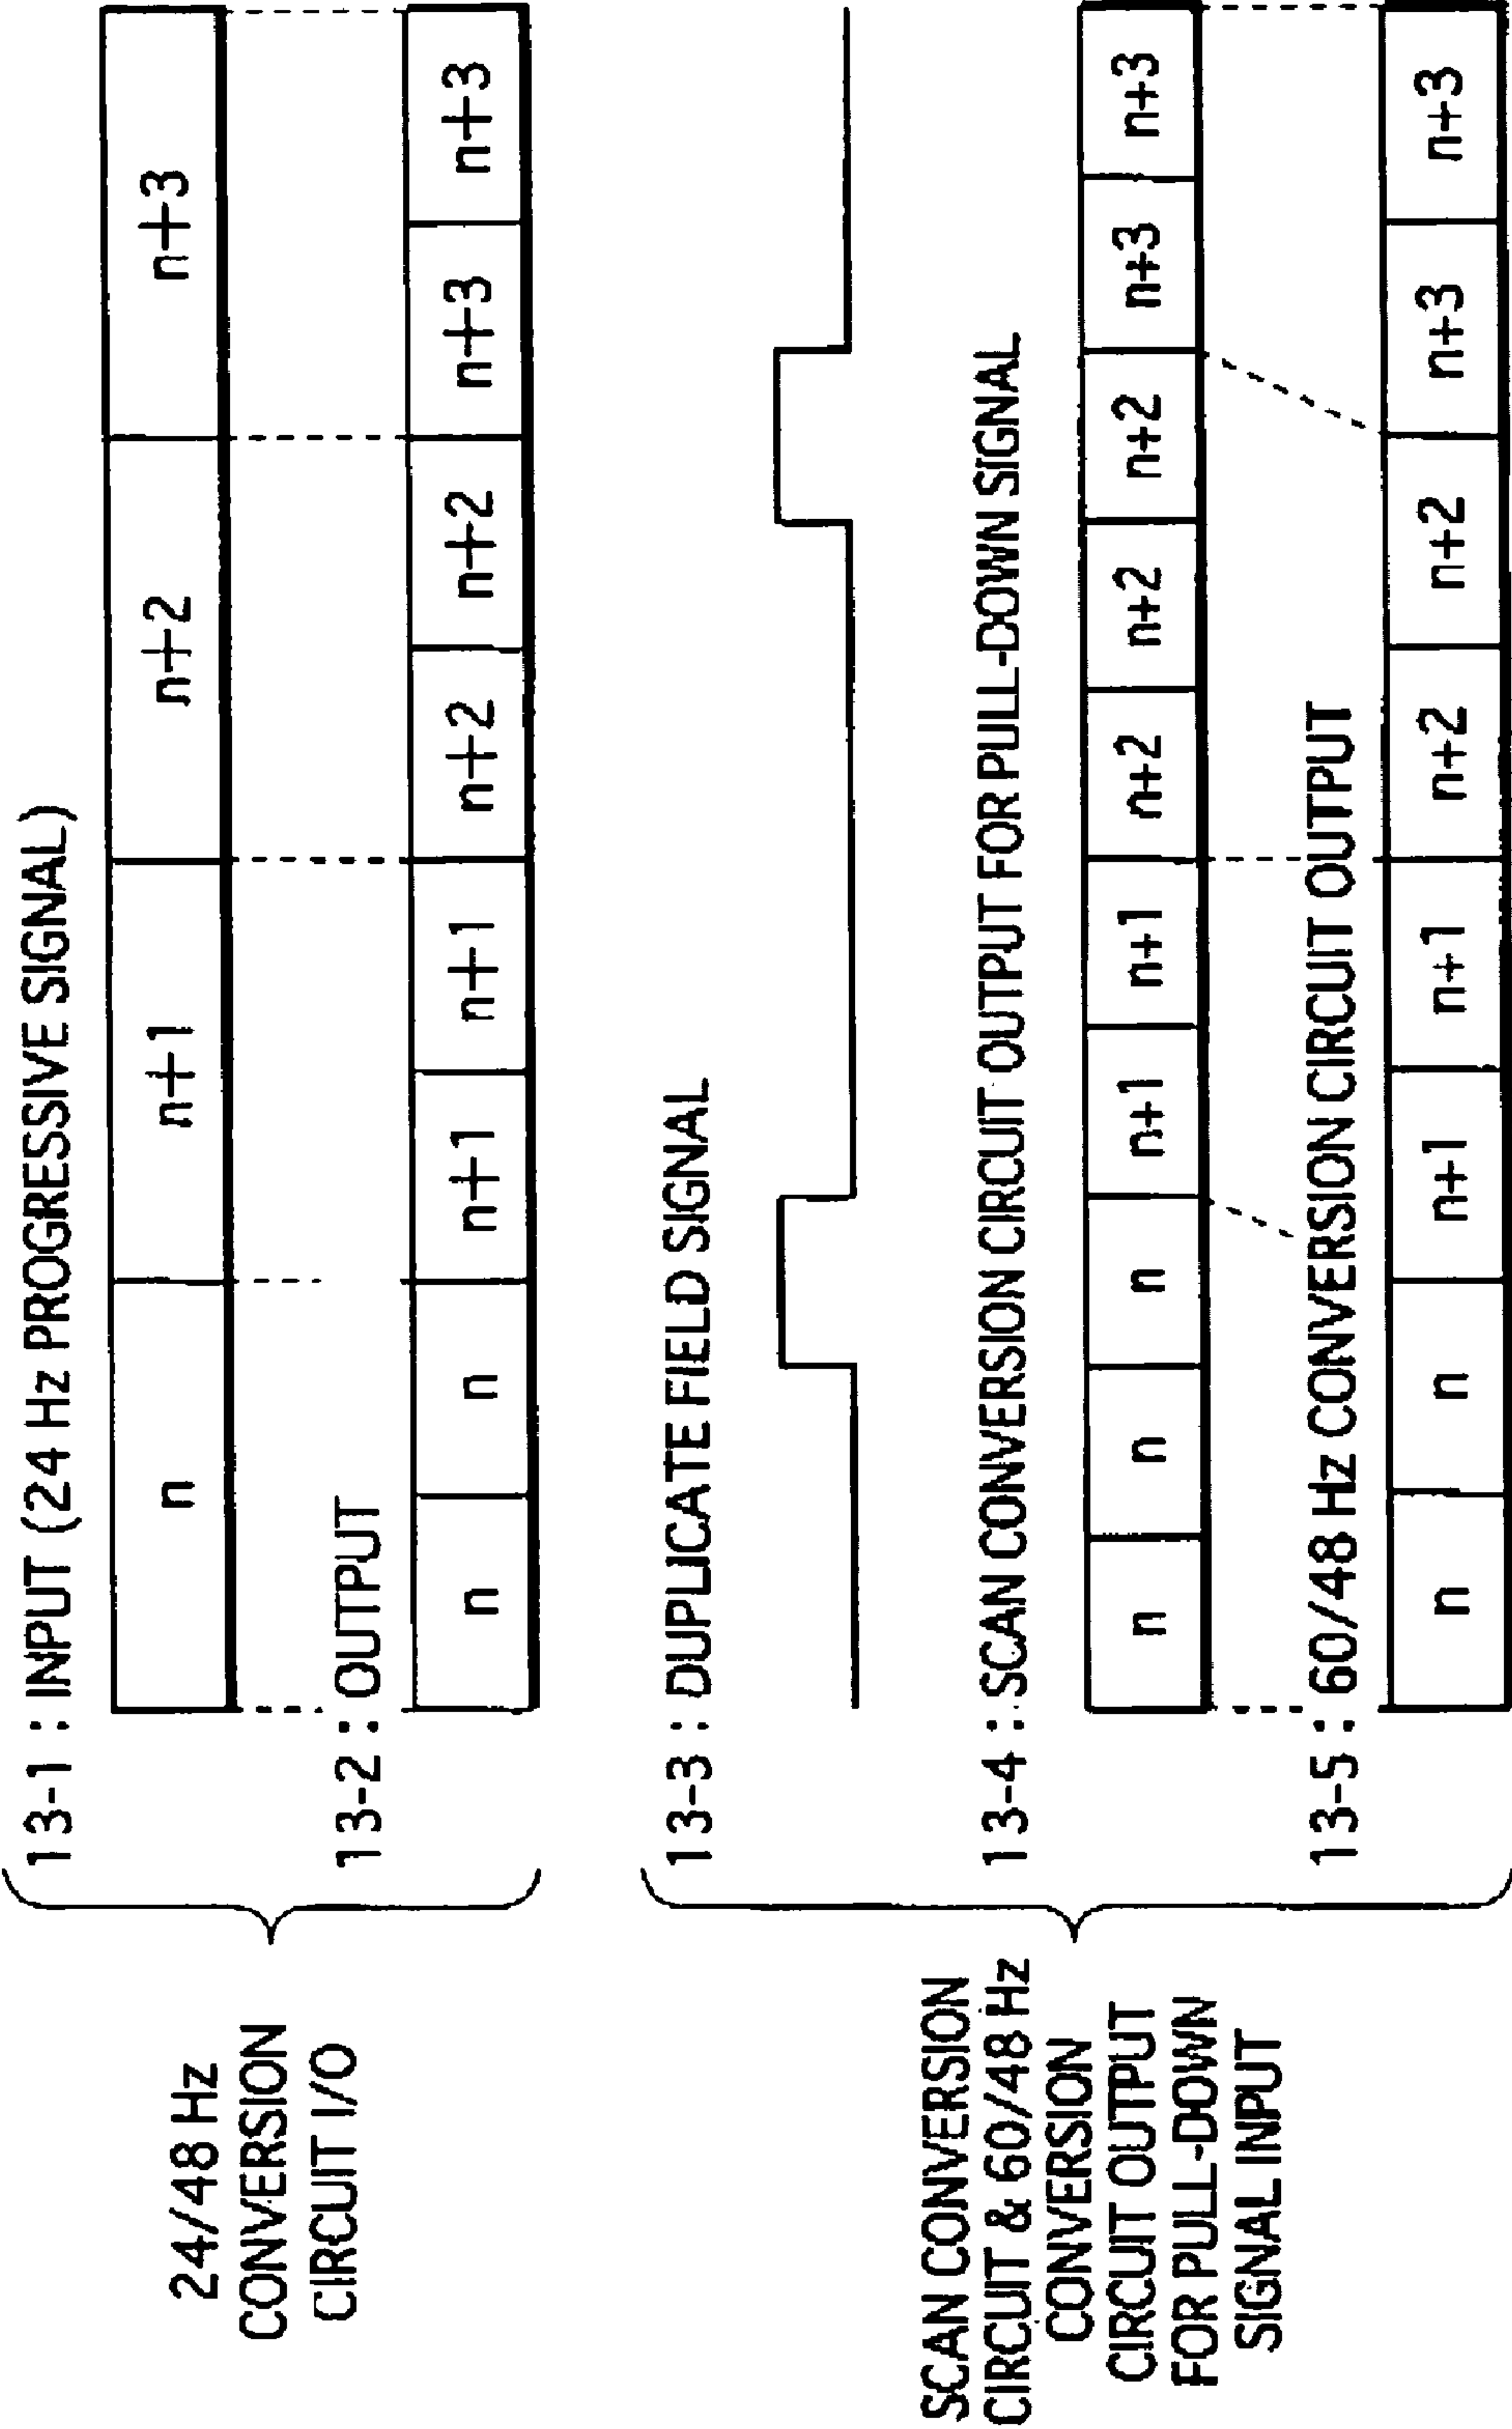 24/48 Hz
CONVERSION
CIRCUIT I/O
13-1 : INPUT (24 Hz PROGRESSIVE SIGNAL)
n n+1 n+2 n+3
13-2 : OUTPUT
n n n+1 n+1 n+2 n+2 n+3 n+3
SCAN CONVERSION
CIRCUIT & 60/48 Hz
CONVERSION
CIRCUIT OUTPUT
FOR PULL-DOWN
SIGNAL INPUT
13-3 : DUPLICATE FIELD SIGNAL
13-4 : SCAN CONVERSION CIRCUIT OUTPUT FOR PULL-DOWN SIGNAL
n n n n+1 n+1 n+2 n+2 n+2 n+3 n+3
13-5 : 60/48 Hz CONVERSION CIRCUIT OUTPUT
n n n+1 n+1 n+2 n+2 n+3 n+3